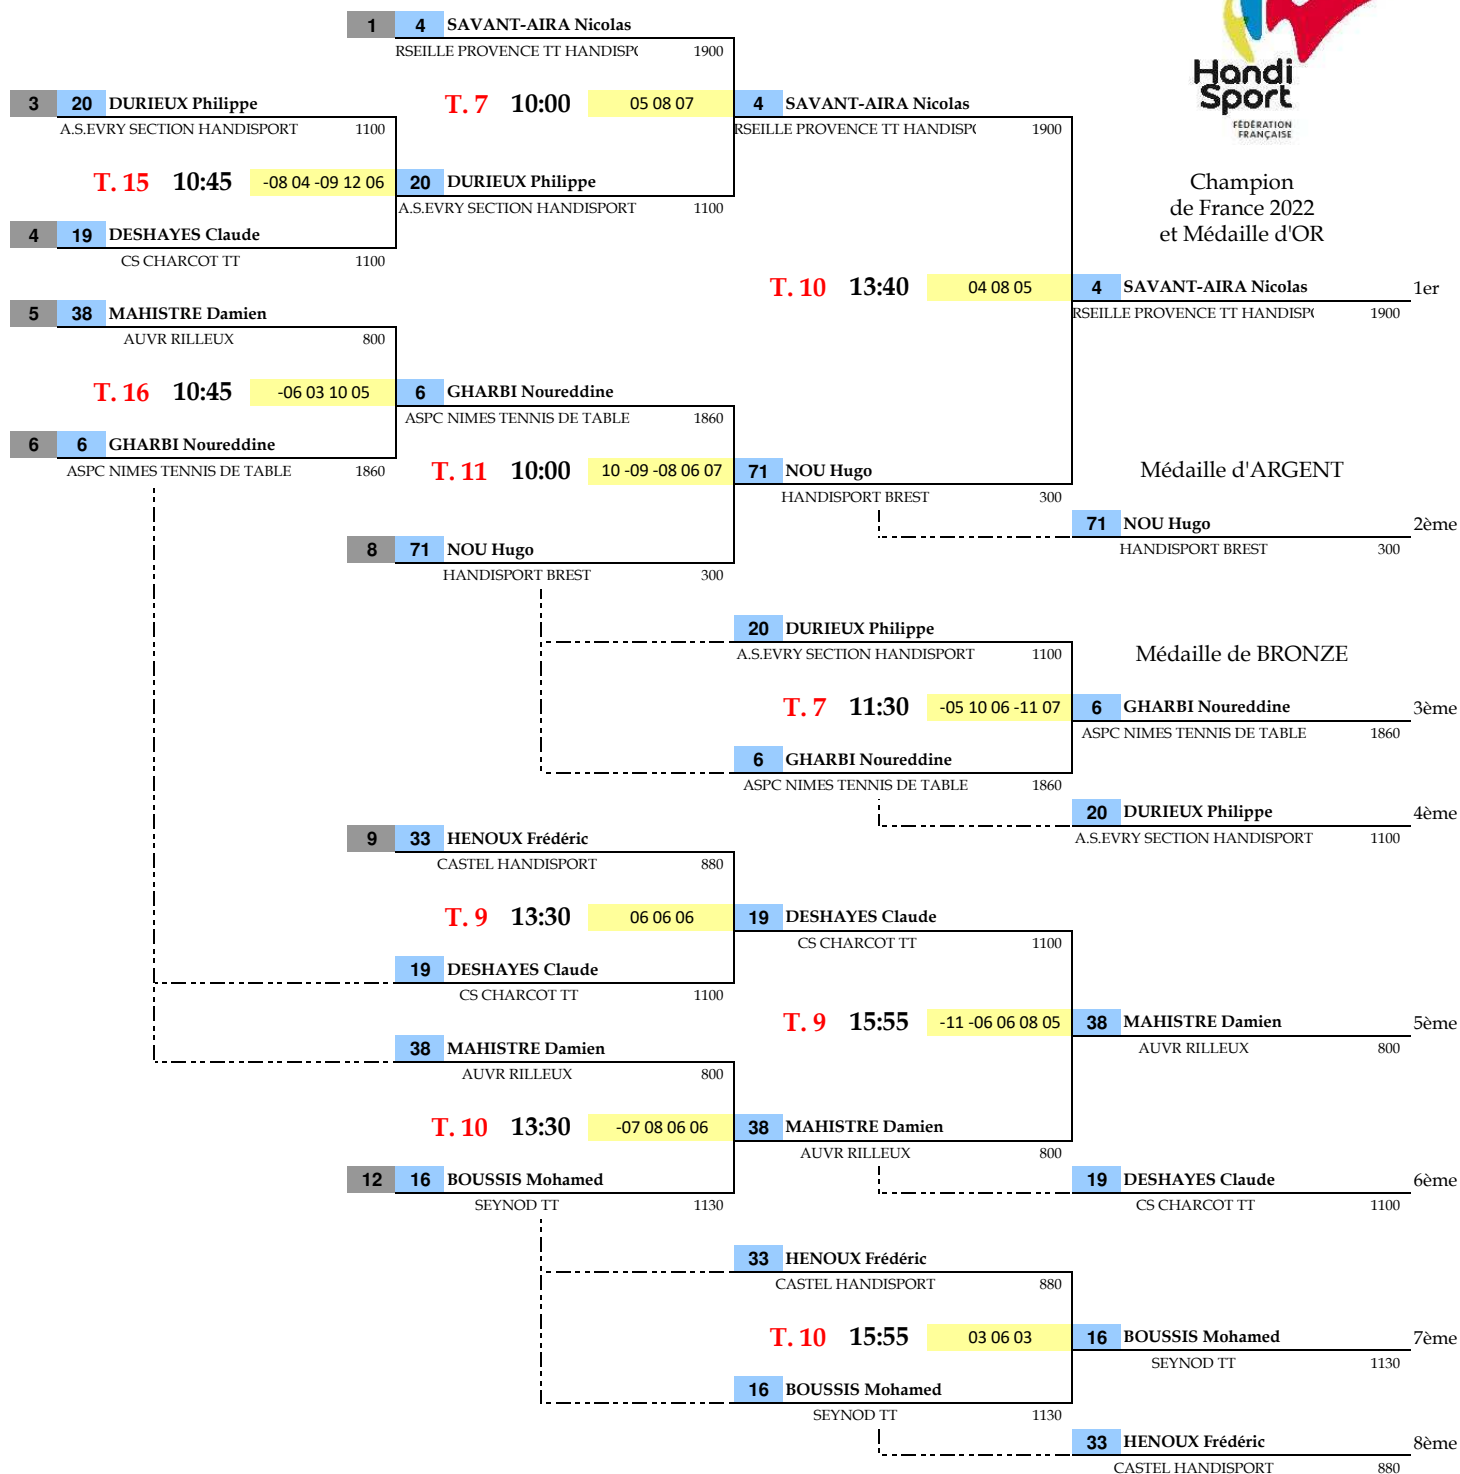 1 4 SAVANT-AIRA Nicolas
RSEILLE PROVENCE TT HANDISP( 1900
Handi
Sport
FÉDÉRATION
FRANÇAISE
3 20 DURIEUX Philippe T. 7 10:00 05 08 07 4 SAVANT-AIRA Nicolas
A.S.EVRY SECTION HANDISPORT 1100 RSEILLE PROVENCE TT HANDISP( 1900
T. 15 10:45 -08 04 -09 12 06 20 DURIEUX Philippe Champion
A.S.EVRY SECTION HANDISPORT 1100 de France 2022
4 19 DESHAYES Claude et Médaille d'OR
CS CHARCOT TT 1100
T. 10 13:40 04 08 05 4 SAVANT-AIRA Nicolas 1er
5 38 MAHISTRE Damien RSEILLE PROVENCE TT HANDISP( 1900
AUVR RILLEUX 800
T. 16 10:45 -06 03 10 05 6 GHARBI Noureddine
ASPC NIMES TENNIS DE TABLE 1860
6 6 GHARBI Noureddine
ASPC NIMES TENNIS DE TABLE 1860 T. 11 10:00 10 -09 -08 06 07 71 NOU Hugo Médaille d'ARGENT
HANDISPORT BREST 300
71 NOU Hugo 2ème
8 71 NOU Hugo HANDISPORT BREST 300
HANDISPORT BREST 300
20 DURIEUX Philippe
A.S.EVRY SECTION HANDISPORT 1100 Médaille de BRONZE
T. 7 11:30 -05 10 06 -11 07 6 GHARBI Noureddine 3ème
ASPC NIMES TENNIS DE TABLE 1860
6 GHARBI Noureddine
ASPC NIMES TENNIS DE TABLE 1860
20 DURIEUX Philippe 4ème
9 33 HENOUX Frédéric A.S.EVRY SECTION HANDISPORT 1100
CASTEL HANDISPORT 880
T. 9 13:30 06 06 06 19 DESHAYES Claude
CS CHARCOT TT 1100
19 DESHAYES Claude
CS CHARCOT TT 1100
T. 9 15:55 -11 -06 06 08 05 38 MAHISTRE Damien 5ème
38 MAHISTRE Damien AUVR RILLEUX 800
AUVR RILLEUX 800
T. 10 13:30 -07 08 06 06 38 MAHISTRE Damien
AUVR RILLEUX 800
12 16 BOUSSIS Mohamed 19 DESHAYES Claude 6ème
SEYNOD TT 1130 CS CHARCOT TT 1100
33 HENOUX Frédéric
CASTEL HANDISPORT 880
T. 10 15:55 03 06 03 16 BOUSSIS Mohamed 7ème
SEYNOD TT 1130
16 BOUSSIS Mohamed
SEYNOD TT 1130
33 HENOUX Frédéric 8ème
CASTEL HANDISPORT 880